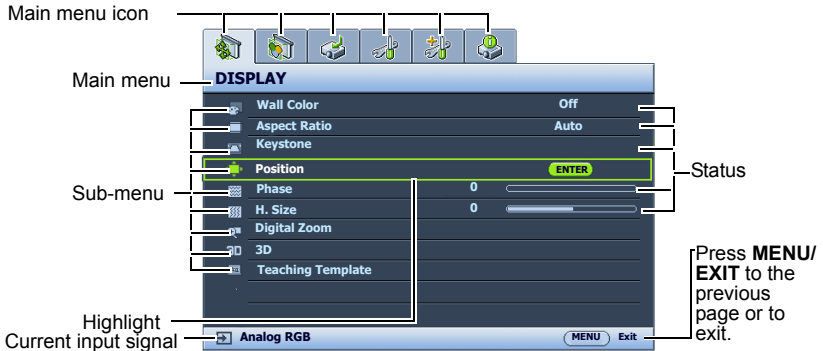 Main menu icon
Main menu
DISPLAY
Wall Color Off
Aspect Ratio Auto
Keystone
Position ENTER
Sub-menu
Phase 0
Status
H. Size 0
Digital Zoom
3D 3D
Teaching Template
Press MENU/
EXIT to the
previous
page or to
exit.
Highlight
Current input signal
Analog RGB
MENU Exit